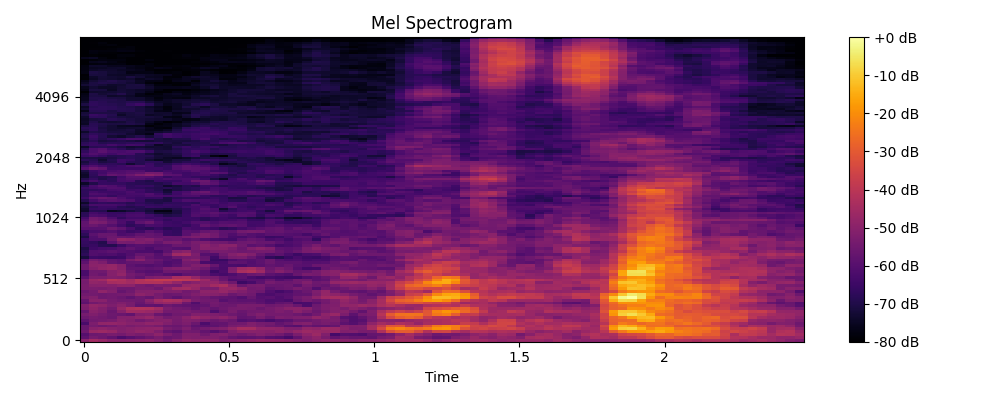 Mel Spectrogram
+0 dB
-10 dB
-20 dB
-30 dB
-40 dB
-50 dB
-60 dB
-70 dB
-80 dB
Hz
4096
2048
1024
512
0
0 0.5 1 1.5 2
Time